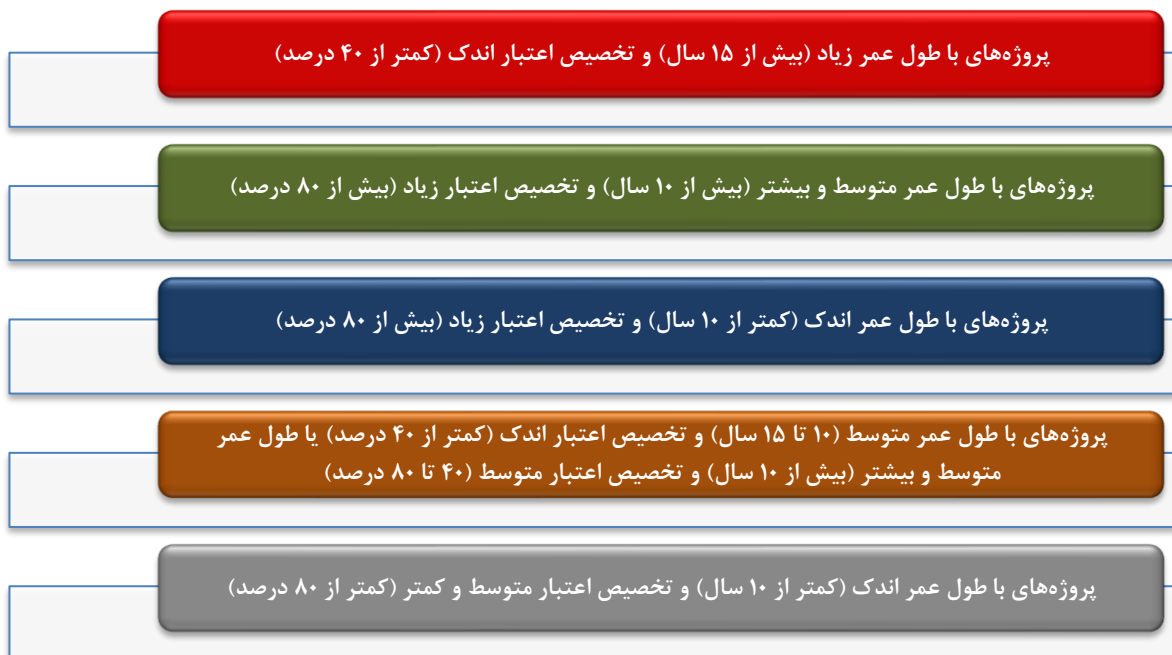 پروژه‌های با طول عمر زیاد (بیش از ۱۵ سال) و تخصیص اعتبار اندک (کمتر از ۴۰ درصد)
پروژه‌های با طول عمر متوسط و بیشتر (بیش از ۱۰ سال) و تخصیص اعتبار زیاد (بیش از ۸۰ درصد)
پروژه‌های با طول عمر اندک (کمتر از ۱۰ سال) و تخصیص اعتبار زیاد (بیش از ۸۰ درصد)
پروژه‌های با طول عمر متوسط (۱۰ تا ۱۵ سال) و تخصیص اعتبار اندک (کمتر از ۴۰ درصد) یا طول عمر
متوسط و بیشتر (بیش از ۱۰ سال) و تخصیص اعتبار متوسط (۴۰ تا ۸۰ درصد)
پروژه‌های با طول عمر اندک (کمتر از ۱۰ سال) و تخصیص اعتبار متوسط و کمتر (کمتر از ۸۰ درصد)